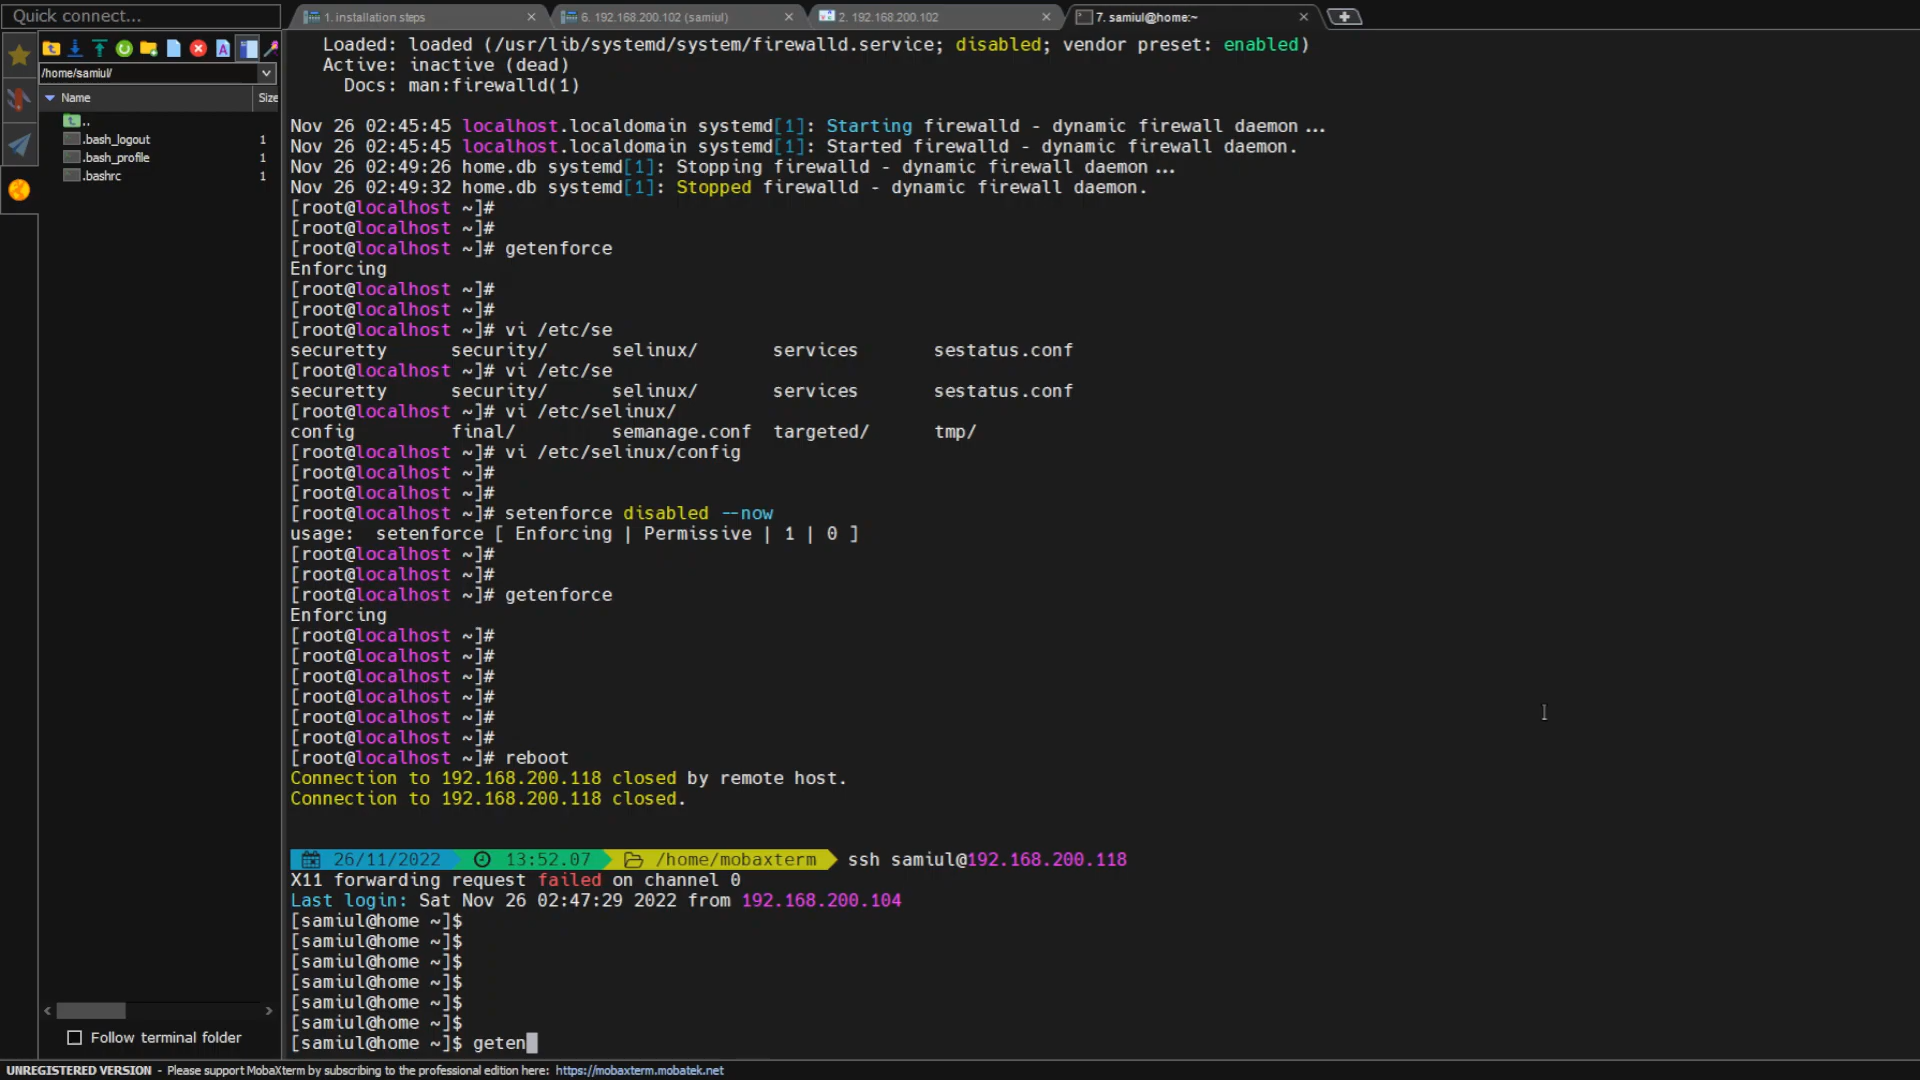 Quick connect...
1. installation steps
6. 192.168.200.102 (samiul)
2. 192.168.200.102
7. samiul@home:~
/home/samiul/
Name Size
..
.bash_logout 1
.bash_profile 1
.bashrc 1
Follow terminal folder
Loaded: loaded (/usr/lib/systemd/system/firewalld.service; disabled; vendor preset: enabled)
Active: inactive (dead)
Docs: man:firewalld(1)
Nov 26 02:45:45 localhost.localdomain systemd[1]: Starting firewalld - dynamic firewall daemon...
Nov 26 02:45:45 localhost.localdomain systemd[1]: Started firewalld - dynamic firewall daemon.
Nov 26 02:49:26 home.db systemd[1]: Stopping firewalld - dynamic firewall daemon...
Nov 26 02:49:32 home.db systemd[1]: Stopped firewalld - dynamic firewall daemon.
[root@localhost ~]#
[root@localhost ~]#
[root@localhost ~]# getenforce
Enforcing
[root@localhost ~]#
[root@localhost ~]#
[root@localhost ~]# vi /etc/se
securetty security/ selinux/ services sestatus.conf
[root@localhost ~]# vi /etc/se
securetty security/ selinux/ services sestatus.conf
[root@localhost ~]# vi /etc/selinux/
config final/ semanage.conf targeted/ tmp/
[root@localhost ~]# vi /etc/selinux/config
[root@localhost ~]#
[root@localhost ~]#
[root@localhost ~]# setenforce disabled --now
usage: setenforce [ Enforcing | Permissive | 1 | 0 ]
[root@localhost ~]#
[root@localhost ~]#
[root@localhost ~]# getenforce
Enforcing
[root@localhost ~]#
[root@localhost ~]#
[root@localhost ~]#
[root@localhost ~]#
[root@localhost ~]#
[root@localhost ~]#
[root@localhost ~]# reboot
Connection to 192.168.200.118 closed by remote host.
Connection to 192.168.200.118 closed.
26/11/2022 13:52.07 /home/mobaxterm ssh samiul@192.168.200.118
X11 forwarding request failed on channel 0
Last login: Sat Nov 26 02:47:29 2022 from 192.168.200.104
[samiul@home ~]$
[samiul@home ~]$
[samiul@home ~]$
[samiul@home ~]$
[samiul@home ~]$
[samiul@home ~]$
[samiul@home ~]$ geten
UNREGISTERED VERSION - Please support MobaXterm by subscribing to the professional edition here: https://mobaxterm.mobatek.net